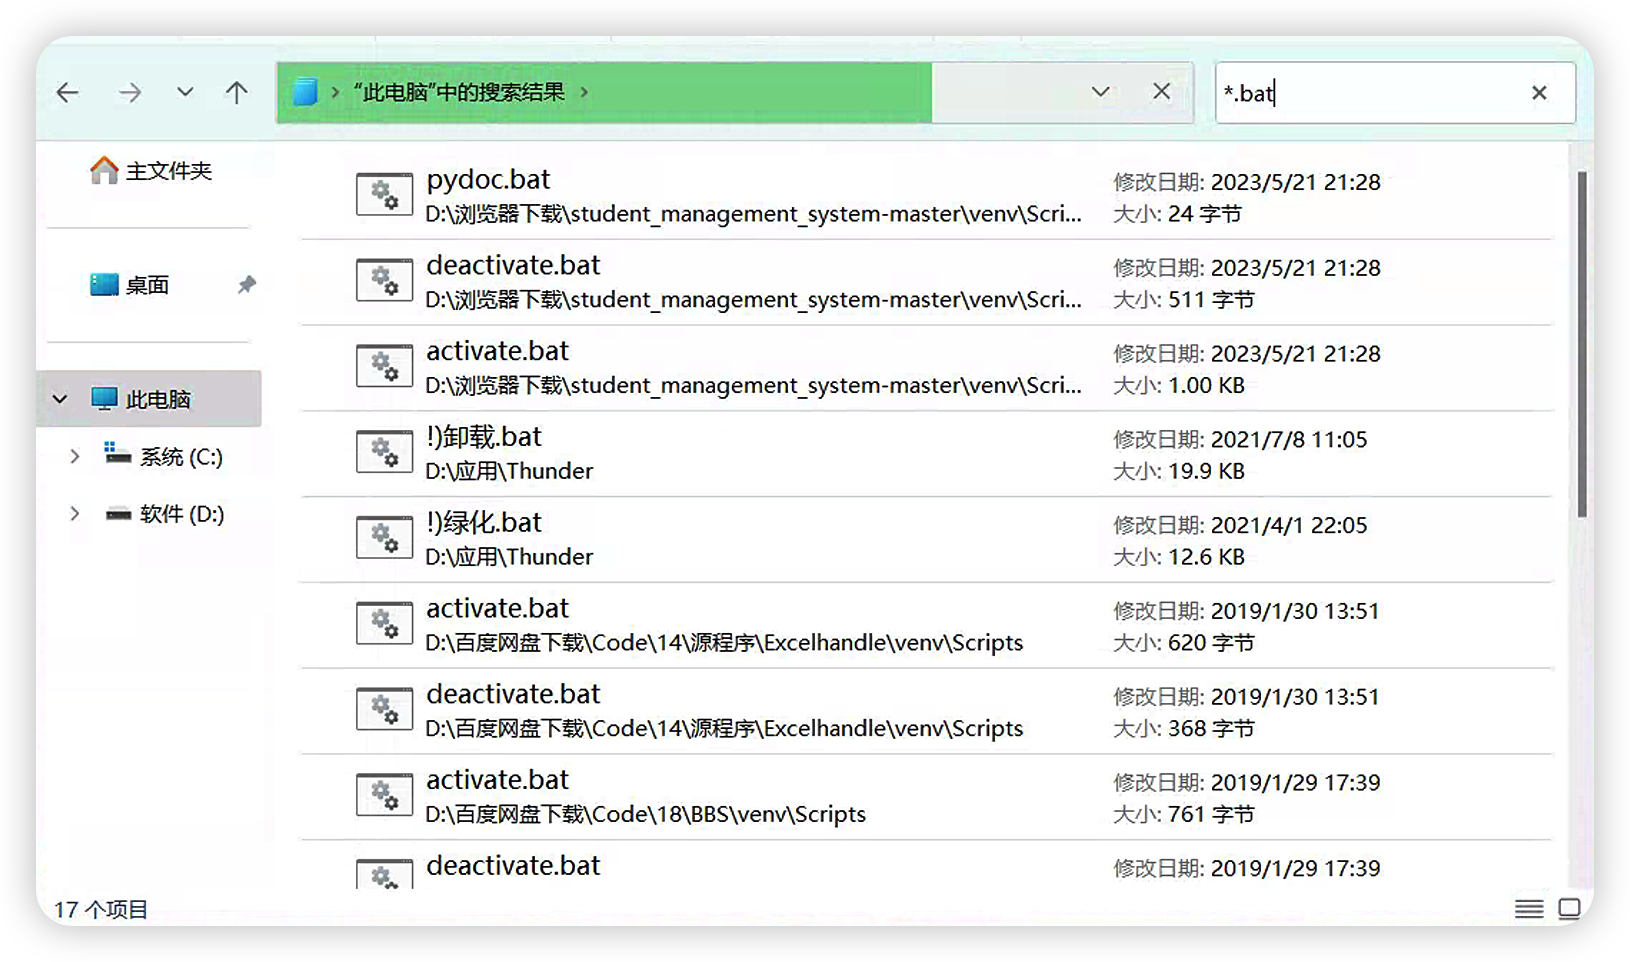 “此电脑”中的搜索结果
*.bat
主文件夹
桌面
此电脑
系统 (C:)
软件 (D:)
pydoc.bat
修改日期: 2023/5/21 21:28
D:\浏览器下载\student_management_system-master\venv\Scri...
大小: 24 字节
deactivate.bat
修改日期: 2023/5/21 21:28
D:\浏览器下载\student_management_system-master\venv\Scri...
大小: 511 字节
activate.bat
修改日期: 2023/5/21 21:28
D:\浏览器下载\student_management_system-master\venv\Scri...
大小: 1.00 KB
!)卸载.bat
修改日期: 2021/7/8 11:05
D:\应用\Thunder
大小: 19.9 KB
!)绿化.bat
修改日期: 2021/4/1 22:05
D:\应用\Thunder
大小: 12.6 KB
activate.bat
修改日期: 2019/1/30 13:51
D:\百度网盘下载\Code\14\源程序\Excelhandle\venv\Scripts
大小: 620 字节
deactivate.bat
修改日期: 2019/1/30 13:51
D:\百度网盘下载\Code\14\源程序\Excelhandle\venv\Scripts
大小: 368 字节
activate.bat
修改日期: 2019/1/29 17:39
D:\百度网盘下载\Code\18\BBS\venv\Scripts
大小: 761 字节
deactivate.bat
修改日期: 2019/1/29 17:39
17 个项目